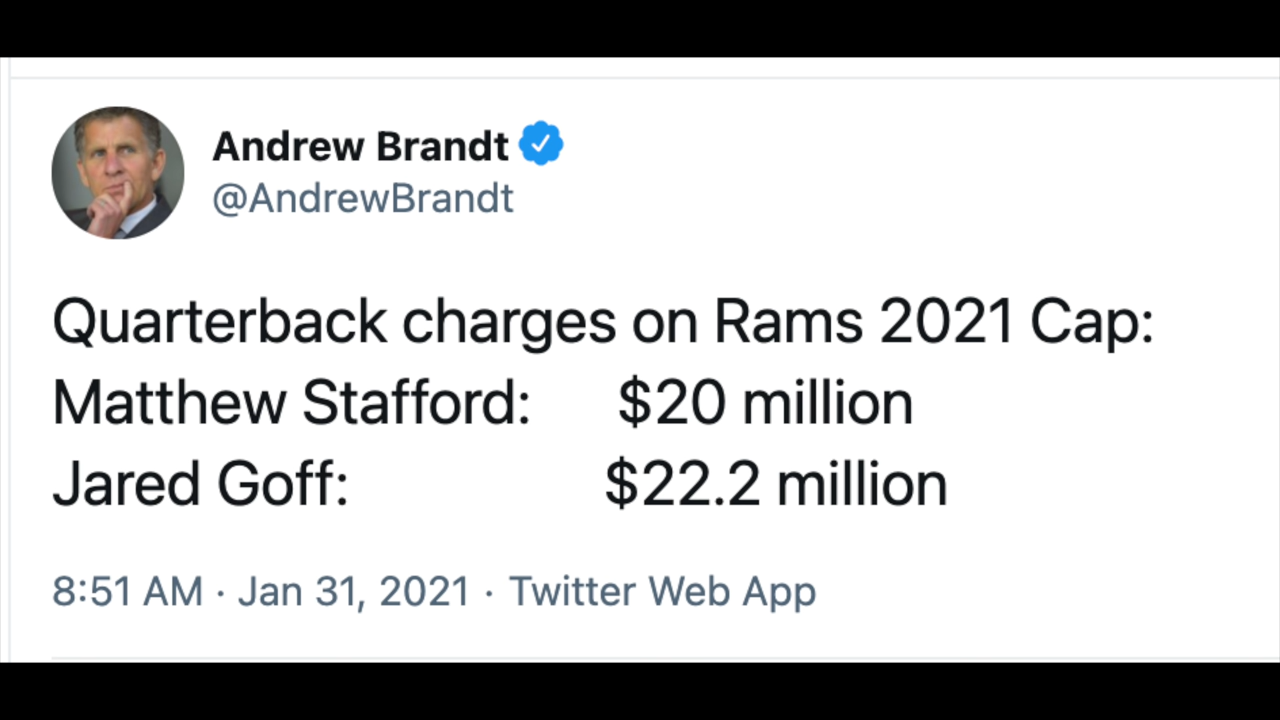 Andrew Brandt
@AndrewBrandt
Quarterback charges on Rams 2021 Cap:
Matthew Stafford: $20 million
Jared Goff: $22.2 million
8:51 AM · Jan 31, 2021 · Twitter Web App